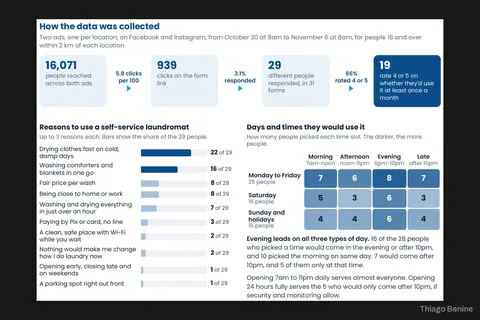 How the data was collected
Two ads, one per location, on Facebook and Instagram, from October 30 at 8am to November 6 at 8am, for people 18 and over
within 2 km of each location.
16,071
people reached
across both ads
5.8 clicks
per 100
939
clicks on the form
link
3.1%
responded
29
different people
responded, in 31
forms
66%
rated 4 or 5
19
rate 4 or 5 on
whether they'd use
it at least once a
month
Reasons to use a self-service laundromat
Up to 3 reasons each. Bars show the share of the 29 people.
Drying clothes fast on cold,
damp days
22 of 29
Washing comforters and
blankets in one go
16 of 29
Fair price per wash
8 of 29
Being close to home or work
8 of 29
Washing and drying everything
in just over an hour
7 of 29
Paying by Pix or card, no line
3 of 29
A clean, safe place with Wi-Fi
while you wait
2 of 29
Nothing would make me change
how I do laundry now
2 of 29
Opening early, closing late and
on weekends
1 of 29
A parking spot right out front
1 of 29
Days and times they would use it
How many people picked each time slot. The darker, the more
people.
Morning
7am–noon
Afternoon
noon–6pm
Evening
6pm–10pm
Late
after 10pm
Monday to Friday
25 people
7 6 8 7
Saturday
18 people
5 3 6 3
Sunday and
holidays
18 people
4 4 6 4
Evening leads on all three types of day. 16 of the 28 people
who picked a time would come in the evening or after 10pm,
and 10 picked the morning on some day. 7 would come after
10pm, and 5 of them only at that time.
Opening 7am to 11pm daily serves almost everyone. Opening
24 hours fully serves the 5 who would only come after 10pm, if
security and monitoring allow.
Thiago Benine